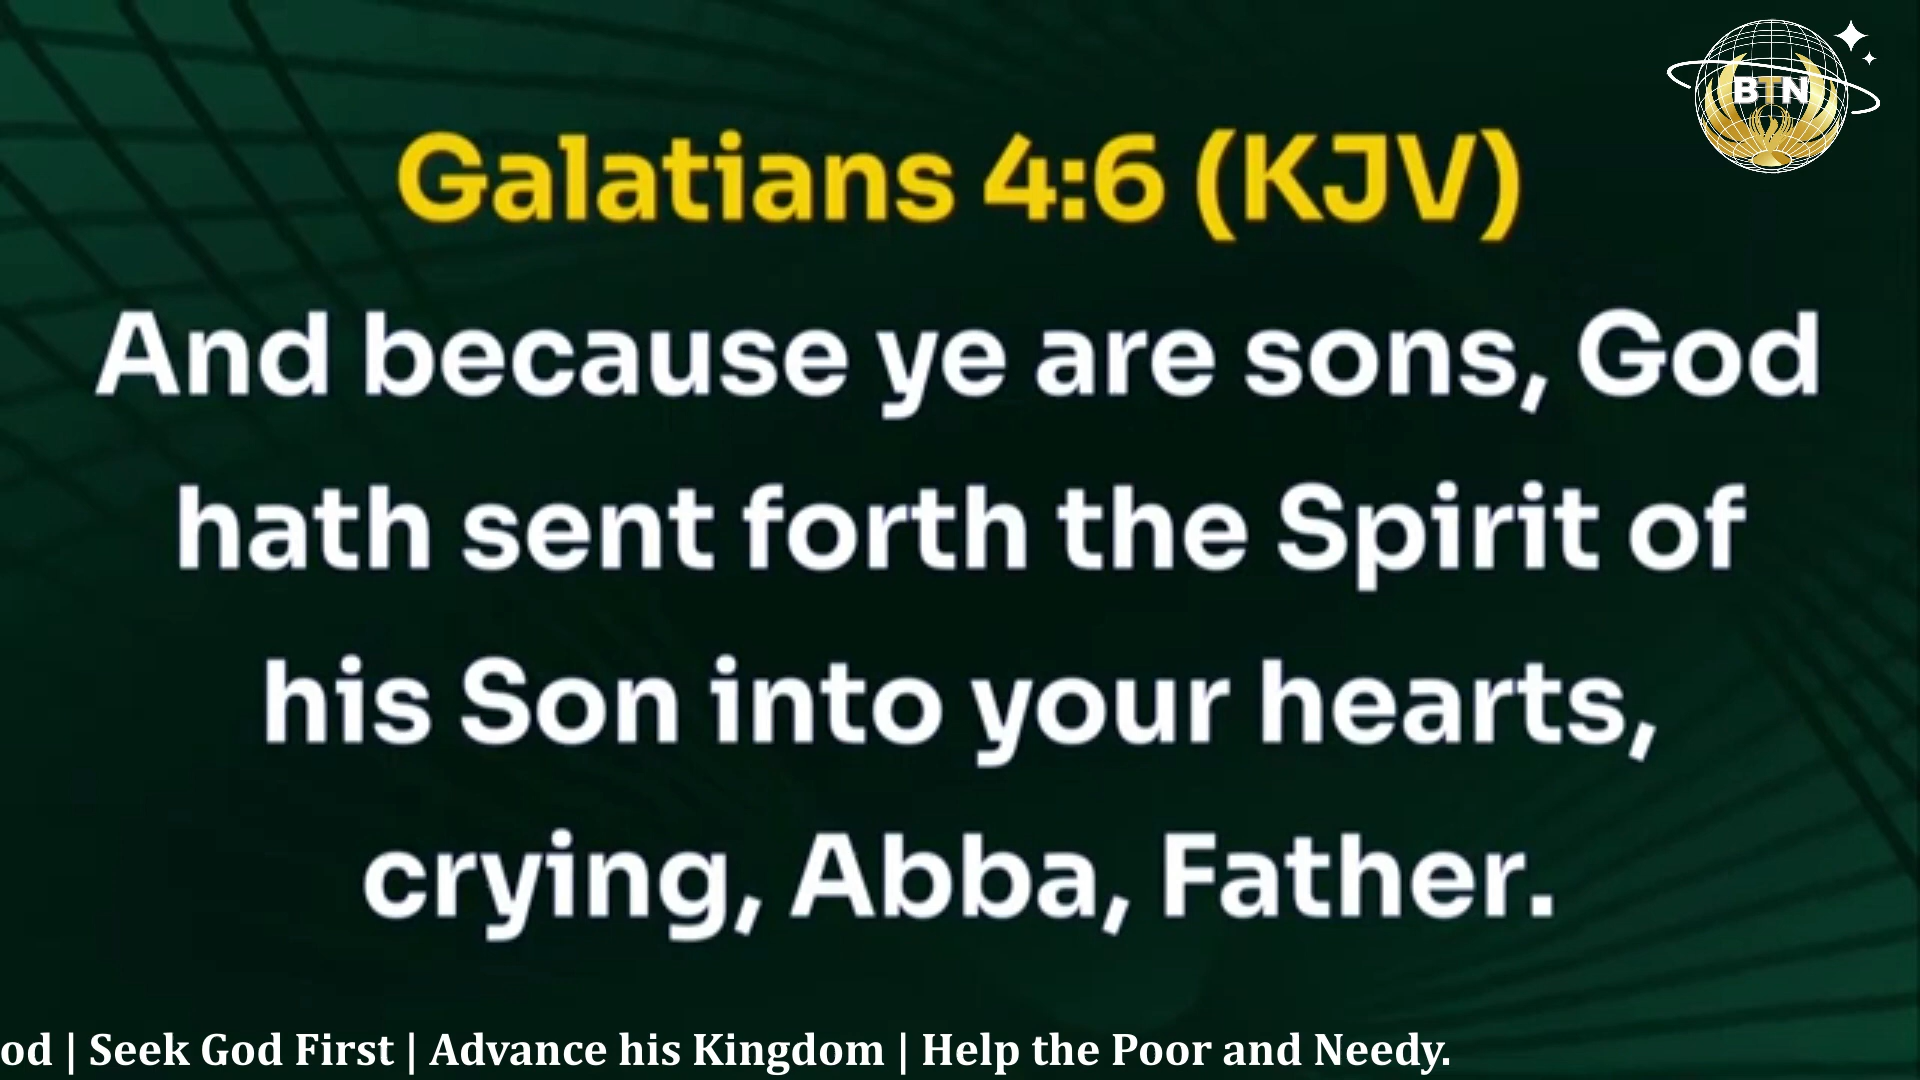 BTN
Galatians 4:6 (KJV)
And because ye are sons, God
hath sent forth the Spirit of
his Son into your hearts,
crying, Abba, Father.
od | Seek God First | Advance his Kingdom | Help the Poor and Needy.